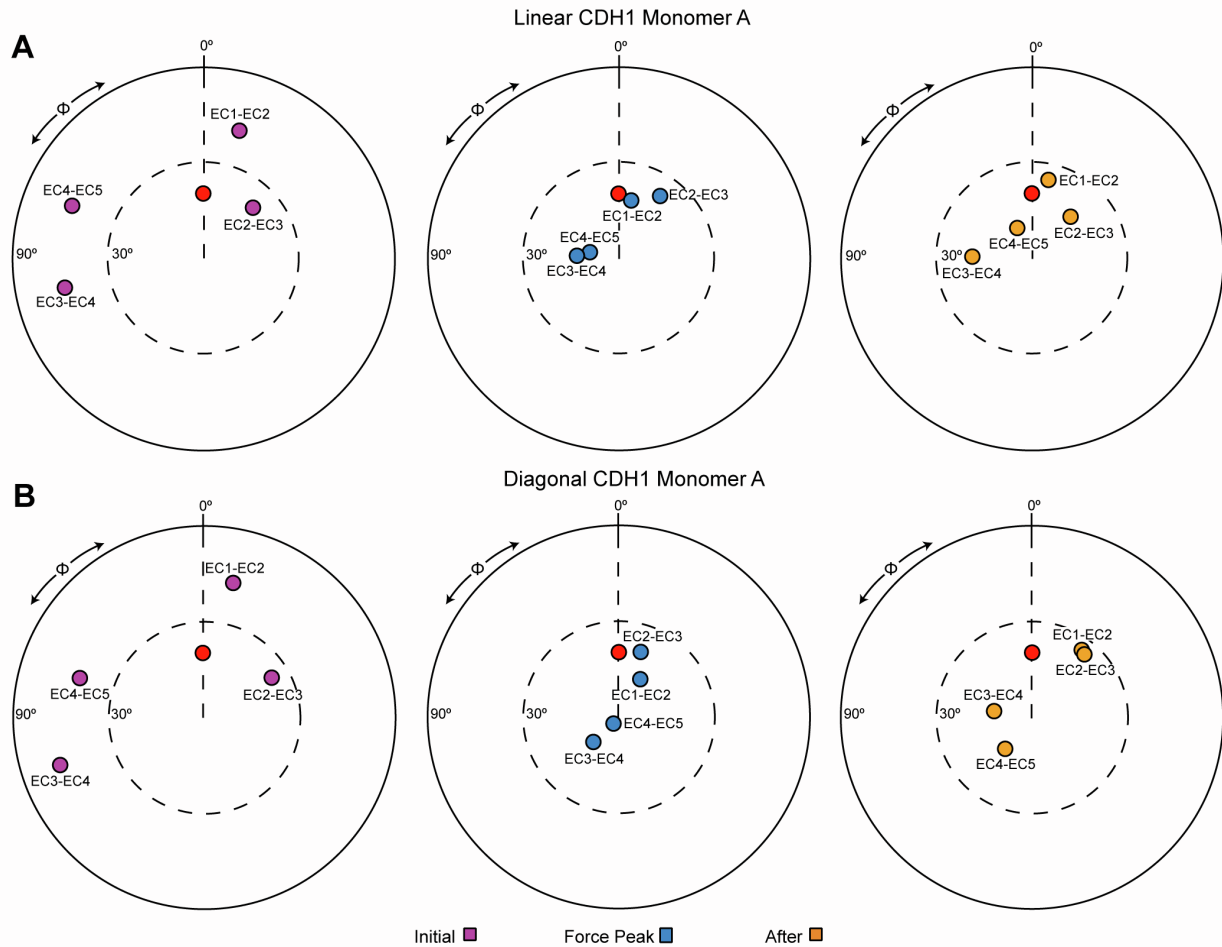 Linear CDH1 Monomer A
A
0º
0º
0º
Φ
Φ
Φ
EC1-EC2
EC4-EC5
EC2-EC3
90º
30º
EC3-EC4
EC2-EC3
EC1-EC2
EC4-EC5
90º
30º
EC3-EC4
EC1-EC2
EC2-EC3
EC4-EC5
90º
30º
EC3-EC4
Diagonal CDH1 Monomer A
B
0º
0º
0º
Φ
Φ
Φ
EC1-EC2
EC4-EC5
EC2-EC3
90º
30º
EC3-EC4
EC2-EC3
EC1-EC2
90º
30º
EC4-EC5
EC3-EC4
EC1-EC2
EC2-EC3
EC3-EC4
90º
30º
EC4-EC5
Initial
Force Peak
After